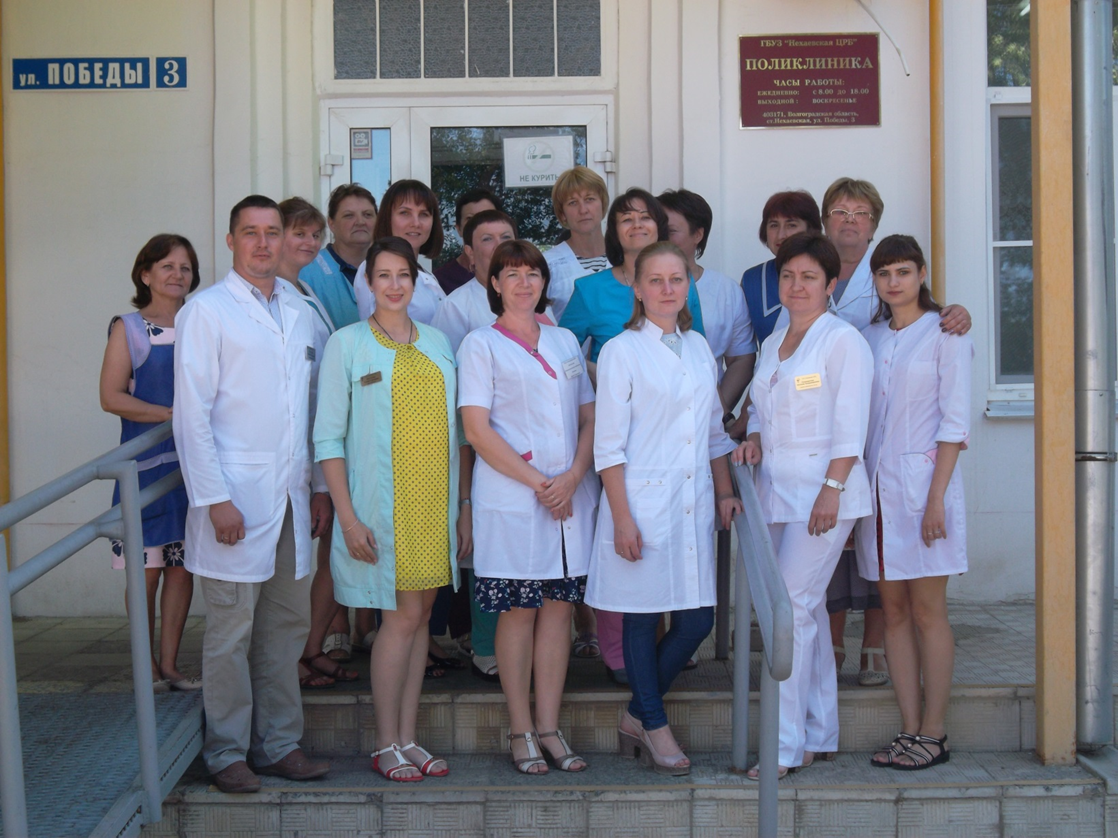 ул. ПОБЕДЫ 3
ГБУЗ "Нехаевская ЦРБ"
ПОЛИКЛИНИКА
ЧАСЫ РАБОТЫ:
ЕЖЕДНЕВНО: с 8.00 до 18.00
ВЫХОДНОЙ: ВОСКРЕСЕНЬЕ
403171, Волгоградская область,
ст.Нехаевская, ул. Победы, 3
НЕ КУРИТЬ